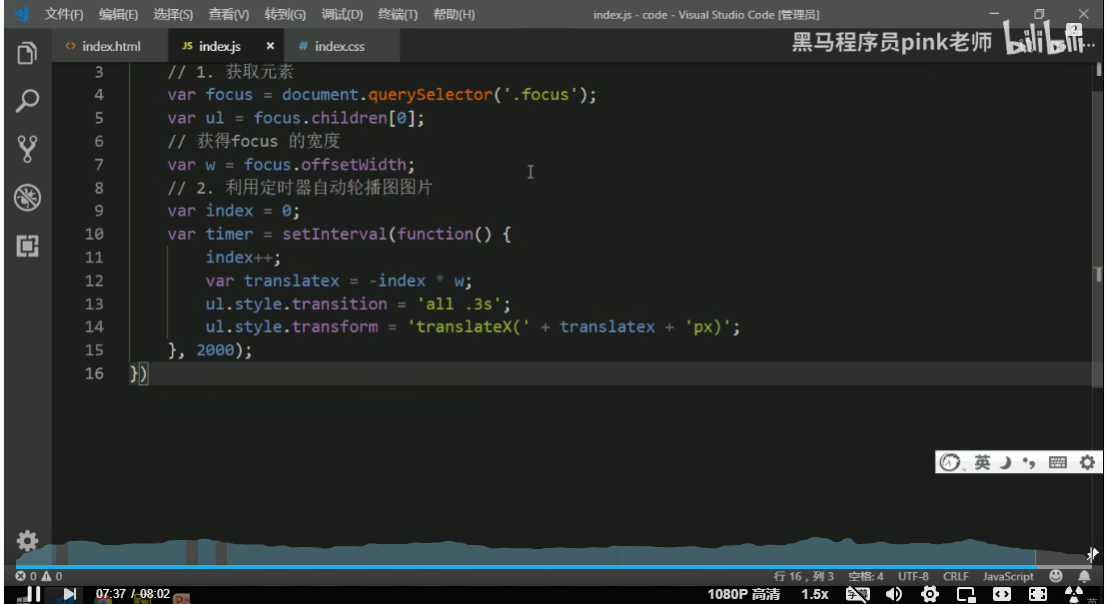 文件(F) 编辑(E) 选择(S) 查看(V) 转到(G) 调试(D) 终端(T) 帮助(H) index.js - code - Visual Studio Code [管理员]
index.html JS index.js × # index.css
黑马程序员pink老师 bilibili
3 // 1. 获取元素
4 var focus = document.querySelector('.focus');
5 var ul = focus.children[0];
6 // 获得focus 的宽度
7 var w = focus.offsetWidth;
8 // 2. 利用定时器自动轮播图图片
9 var index = 0;
10 var timer = setInterval(function() {
11 index++;
12 var translatex = -index * w;
13 ul.style.transition = 'all .3s';
14 ul.style.transform = 'translateX(' + translatex + 'px)';
15 }, 2000);
16 })
英
0 0 行 16，列 3 空格: 4 UTF-8 CRLF JavaScript
07:37 / 08:02 1080P 高清 1.5x